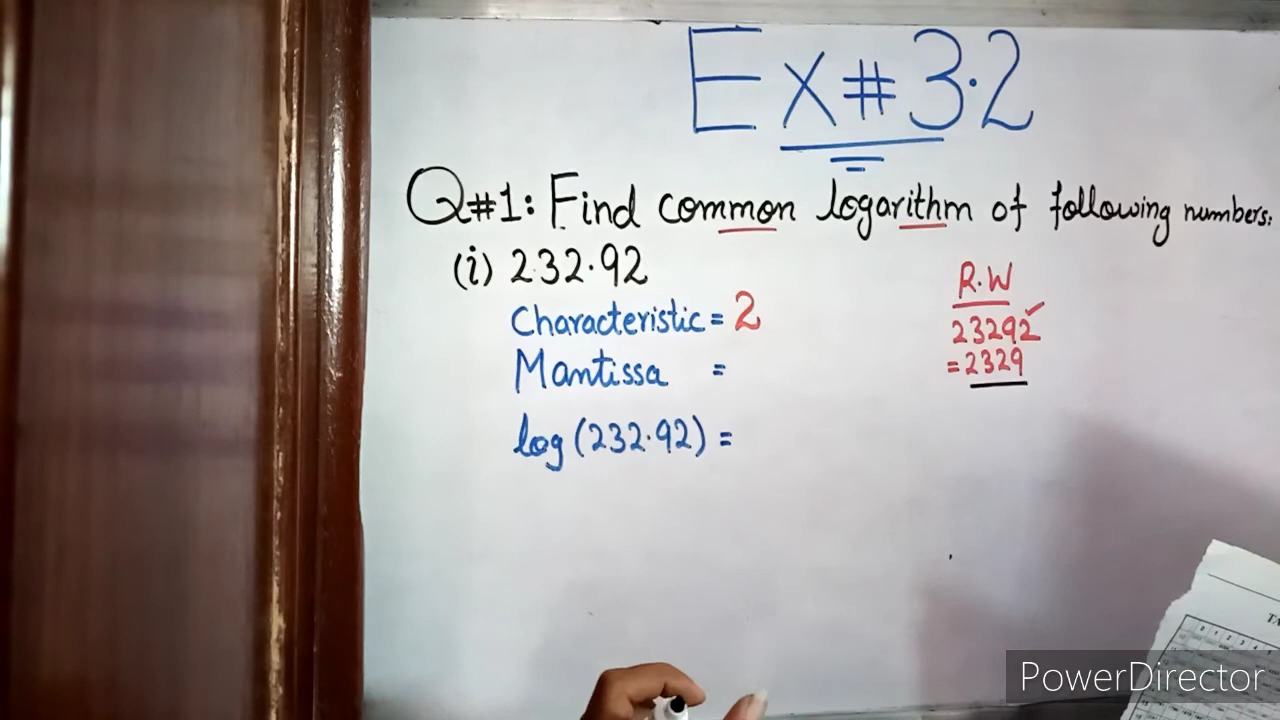 Ex # 3.2
Q#1: Find common logarithm of following numbers:
(i) 232.92
Characteristic = 2
Mantissa =
log (232.92) =
R.W
23292 ✓
= 2329
PowerDirector